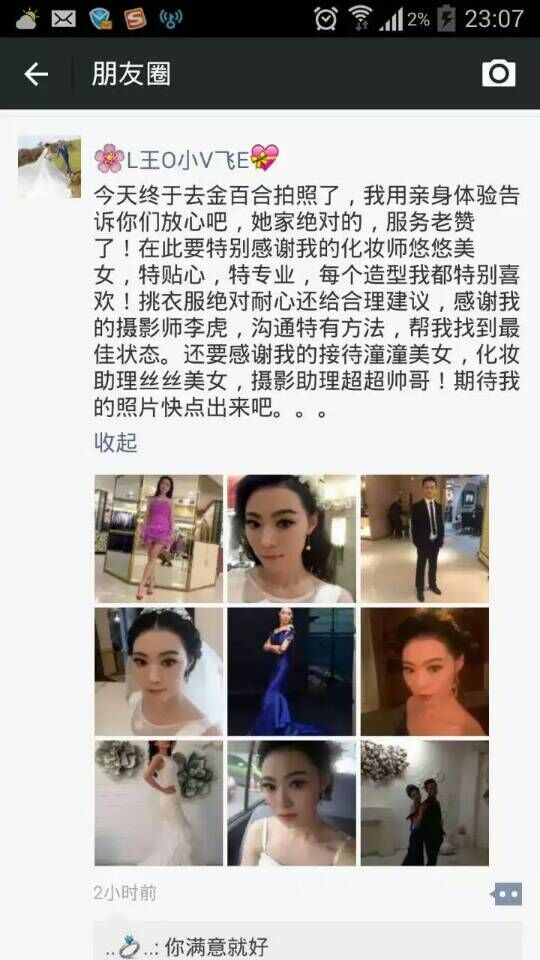 2% 23:07
朋友圈
L王O小V飞E
今天终于去金百合拍照了，我用亲身体验告
诉你们放心吧，她家绝对的，服务老赞
了！在此要特别感谢我的化妆师悠悠美
女，特贴心，特专业，每个造型我都特别喜
欢！挑衣服绝对耐心还给合理建议，感谢我
的摄影师李虎，沟通特有方法，帮我找到最
佳状态。还要感谢我的接待潼潼美女，化妆
助理丝丝美女，摄影助理超超帅哥！期待我
的照片快点出来吧。。。
收起
2小时前
..💍..: 你满意就好